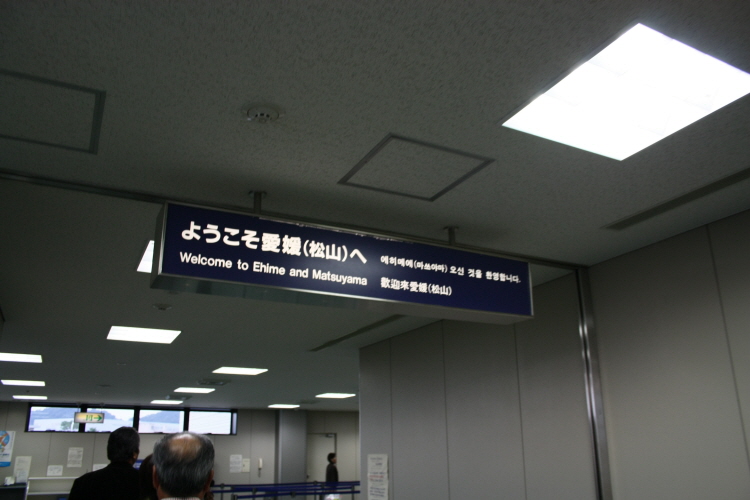 ようこそ愛媛(松山)へ
Welcome to Ehime and Matsuyama
에히메에(마쓰야마) 오신 것을 환영합니다.
歡迎來愛媛(松山)